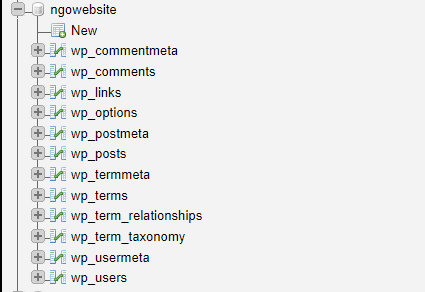 ngowebsite
New
wp_commentmeta
wp_comments
wp_links
wp_options
wp_postmeta
wp_posts
wp_termmeta
wp_terms
wp_term_relationships
wp_term_taxonomy
wp_usermeta
wp_users